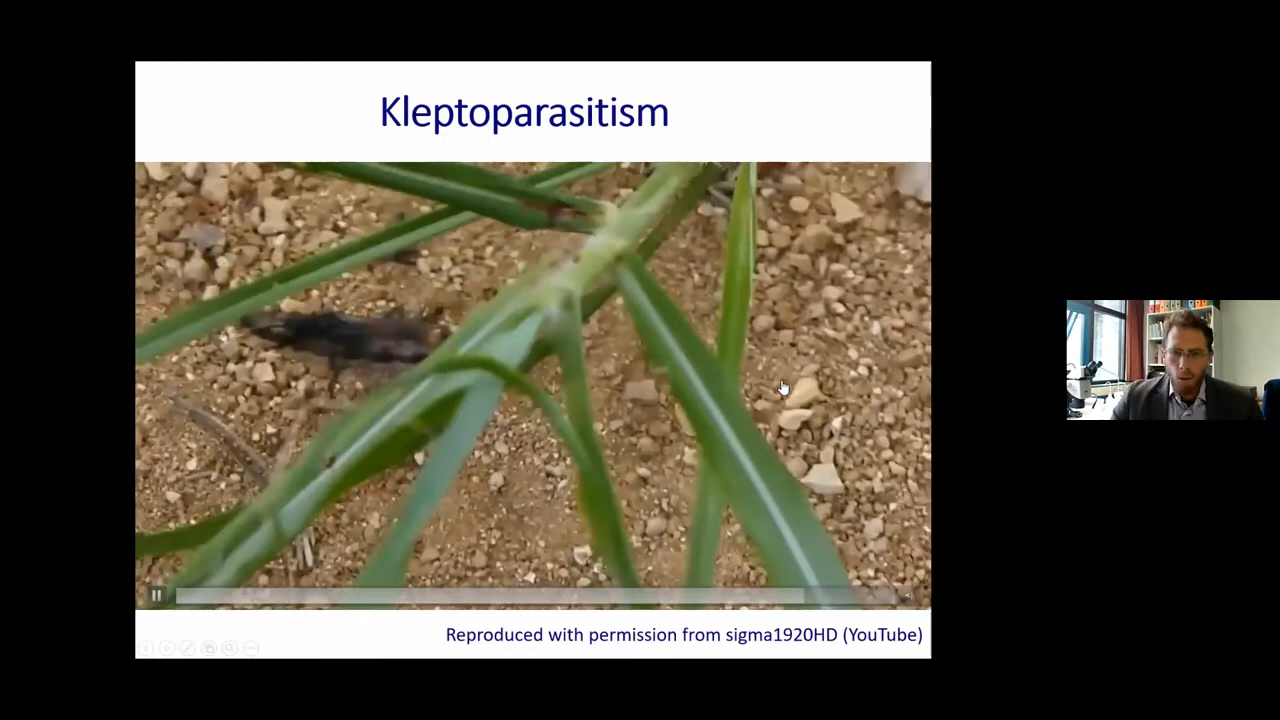 Kleptoparasitism
Reproduced with permission from sigma1920HD (YouTube)